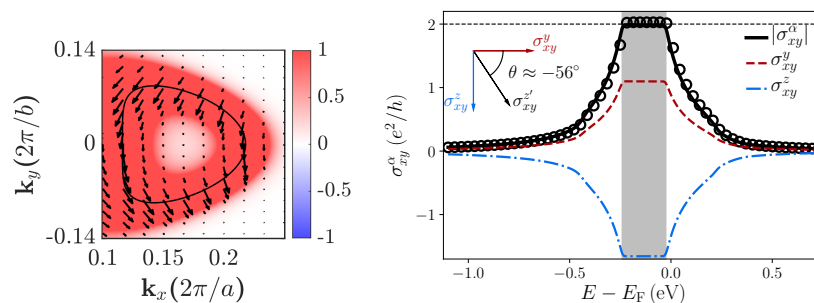 0.14
0
-0.14
k_y(2π/b)
0.1
0.15
0.2
k_x(2π/a)
1
0.5
0
-0.5
-1
2
1
0
−1
σ^α_xy (e²/h)
σ^y_xy
θ ≈ −56°
σ^z_xy
σ^z′_xy
|σ^α_xy|
σ^y_xy
σ^z_xy
−1.0
−0.5
0.0
0.5
E − E_F (eV)